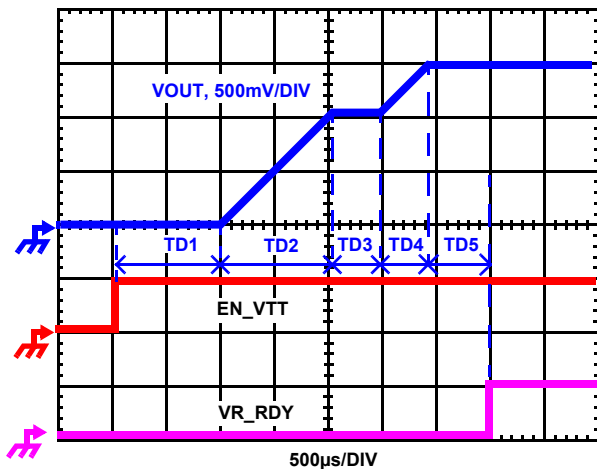 VOUT, 500mV/DIV
TD1 TD2 TD3 TD4 TD5
EN_VTT
VR_RDY
500µs/DIV